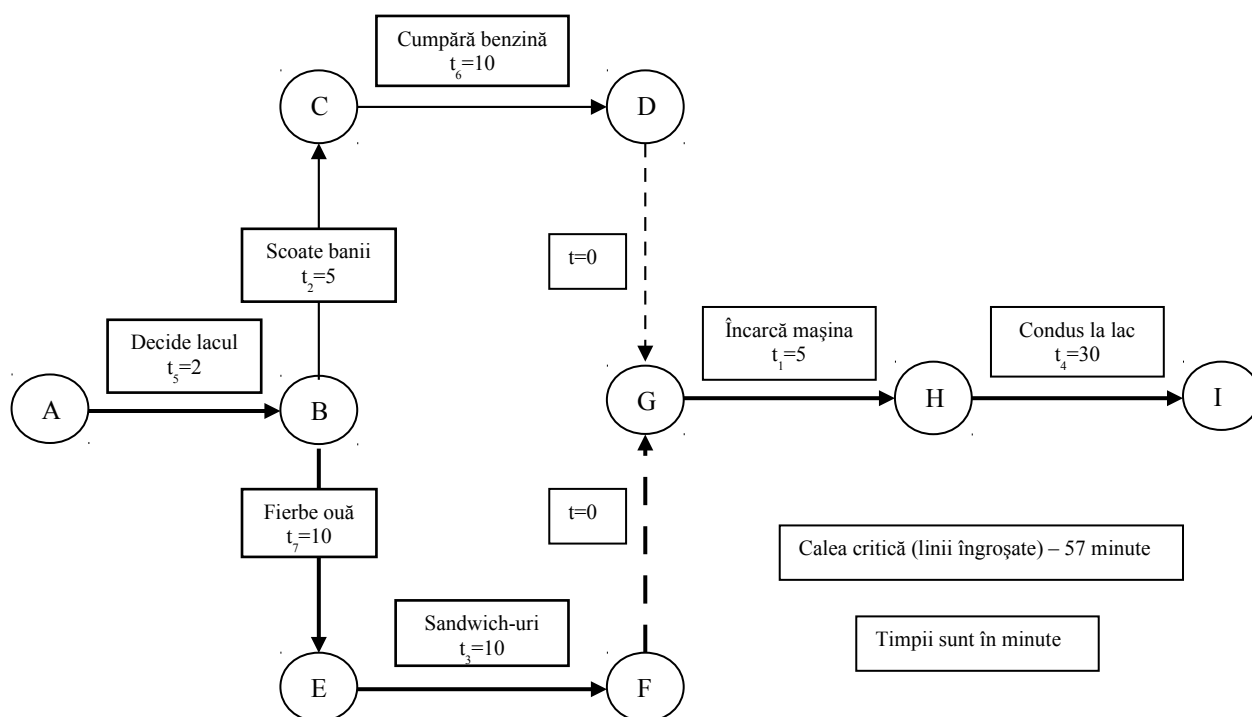 Cumpără benzină
t6=10
C
D
Scoate banii
t2=5
t=0
Decide lacul
t5=2
Încarcă mașina
t1=5
Condus la lac
t4=30
A
B
G
H
I
Fierbe ouă
t7=10
t=0
Calea critică (linii îngroșate) – 57 minute
Sandwich-uri
t3=10
Timpii sunt în minute
E
F